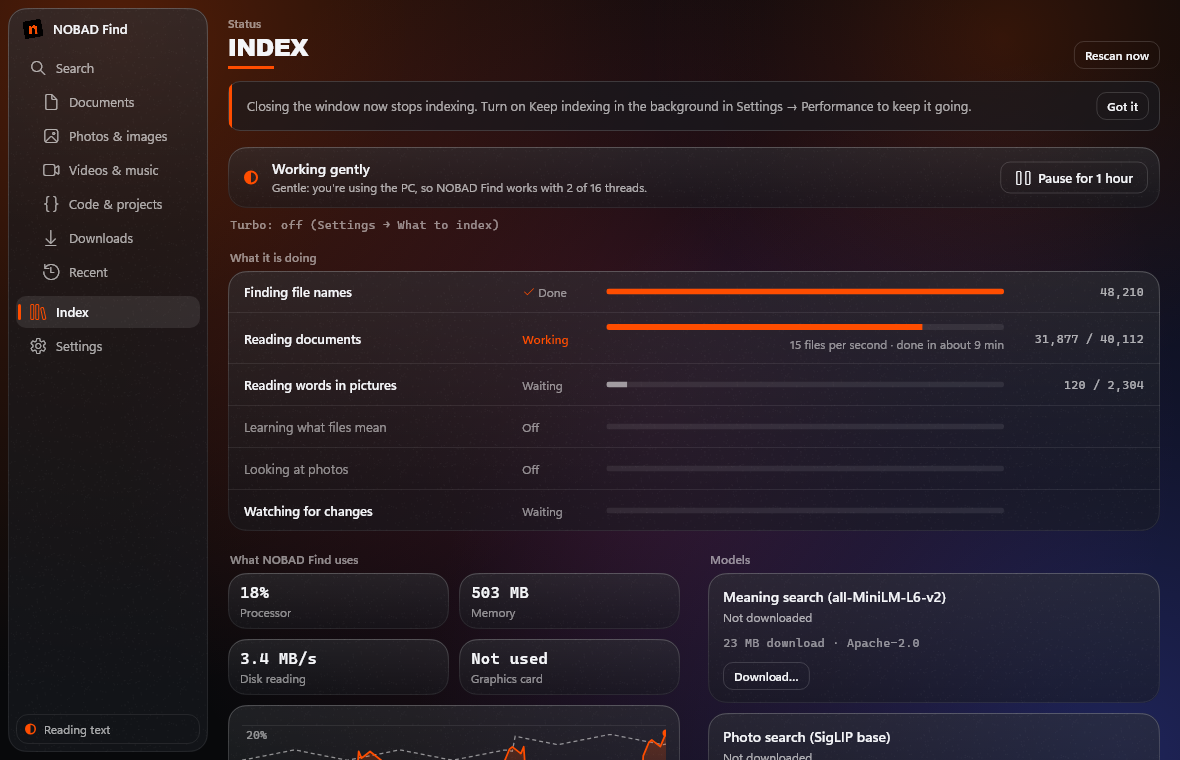 n NOBAD Find
Search
Documents
Photos & images
Videos & music
Code & projects
Downloads
Recent
Index
Settings
Reading text
Status
INDEX
Rescan now
Closing the window now stops indexing. Turn on Keep indexing in the background in Settings → Performance to keep it going.
Got it
Working gently
Gentle: you're using the PC, so NOBAD Find works with 2 of 16 threads.
Pause for 1 hour
Turbo: off (Settings → What to index)
What it is doing
Finding file names Done 48,210
Reading documents Working 31,877 / 40,112
15 files per second · done in about 9 min
Reading words in pictures Waiting 120 / 2,304
Learning what files mean Off
Looking at photos Off
Watching for changes Waiting
What NOBAD Find uses
18%
Processor
503 MB
Memory
3.4 MB/s
Disk reading
Not used
Graphics card
20%
Models
Meaning search (all-MiniLM-L6-v2)
Not downloaded
23 MB download · Apache-2.0
Download...
Photo search (SigLIP base)
Not downloaded